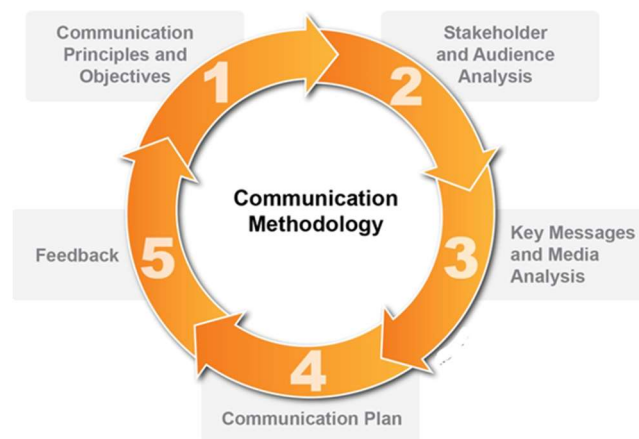 Communication
Principles and
Objectives
1
2
Stakeholder
and Audience
Analysis
Communication
Methodology
3
Key Messages
and Media
Analysis
4
Communication Plan
5
Feedback